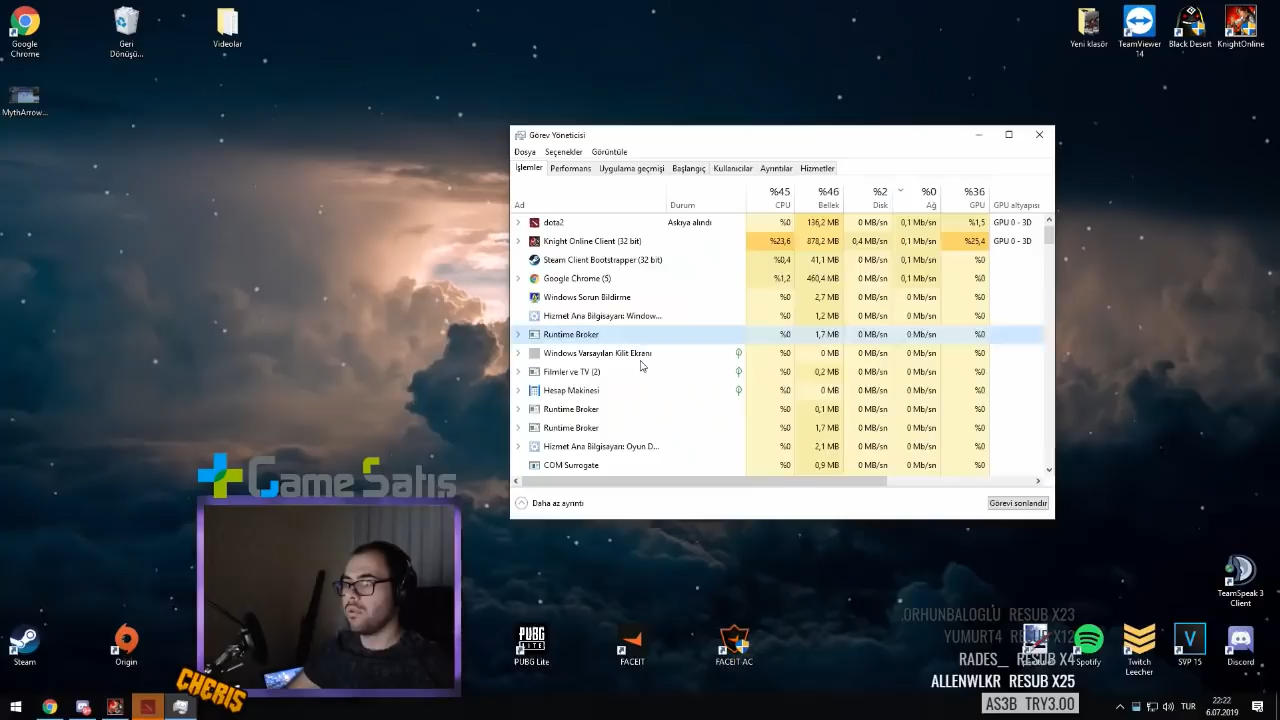 Google
Chrome
Geri
Dönüşü...
Videolar
MythArrow...
Yeni klasör
TeamViewer
14
Black Desert
KnightOnline
Görev Yöneticisi
Dosya Seçenekler Görüntüle
İşlemler Performans Uygulama geçmişi Başlangıç Kullanıcılar Ayrıntılar Hizmetler
%45 %46 %2 %0 %36
Ad Durum CPU Bellek Disk Ağ GPU GPU altyapısı
dota2 Askıya alındı %0 136,2 MB 0 MB/sn 0,1 Mb/sn %1,5 GPU 0 - 3D
Knight Online Client (32 bit) %23,6 878,2 MB 0,4 MB/sn 0,1 Mb/sn %25,4 GPU 0 - 3D
Steam Client Bootstrapper (32 bit) %0,4 41,1 MB 0 MB/sn 0,1 Mb/sn %0
Google Chrome (5) %1,2 460,4 MB 0 MB/sn 0,1 Mb/sn %0
Windows Sorun Bildirme %0 2,7 MB 0 MB/sn 0 Mb/sn %0
Hizmet Ana Bilgisayarı: Window... %0 1,2 MB 0 MB/sn 0 Mb/sn %0
Runtime Broker %0 1,7 MB 0 MB/sn 0 Mb/sn %0
Windows Varsayılan Kilit Ekranı %0 0 MB 0 MB/sn 0 Mb/sn %0
Filmler ve TV (2) %0 0,2 MB 0 MB/sn 0 Mb/sn %0
Hesap Makinesi %0 0 MB 0 MB/sn 0 Mb/sn %0
Runtime Broker %0 0,1 MB 0 MB/sn 0 Mb/sn %0
Runtime Broker %0 1,7 MB 0 MB/sn 0 Mb/sn %0
Hizmet Ana Bilgisayarı: Oyun D... %0 2,1 MB 0 MB/sn 0 Mb/sn %0
COM Surrogate %0 0,9 MB 0 MB/sn 0 Mb/sn %0
Daha az ayrıntı Görevi sonlandır
Game Satış
CHERIS
TeamSpeak 3
Client
ORHUNBALOGLU RESUB X23
YUMURT4 RESUB X12
RADES_ RESUB X4
ALLENWLKR RESUB X25
AS3B TRY3.00
Steam
Origin
PUBG
LITE
PUBG Lite
FACEIT
FACEIT AC
Spotify
Twitch
Leecher
V
SVP 15
Discord
TUR
22:22
6.07.2019